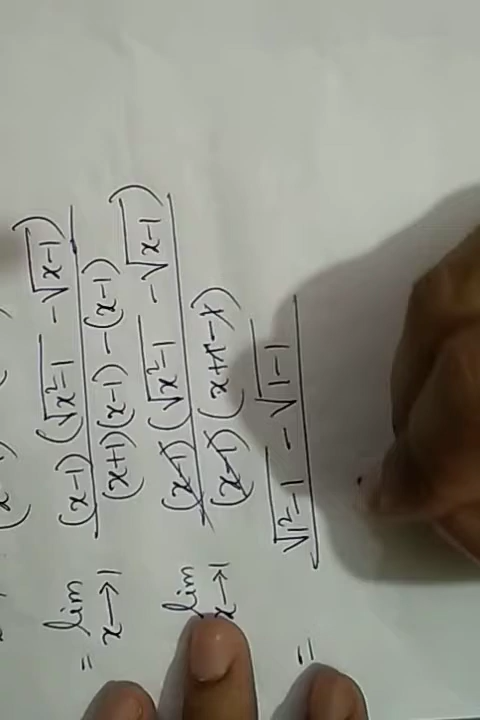 = lim x→1 (x-1)(√x²-1 - √x-1) / (x+1)(x-1)-(x-1)
lim x→1 (x-1)(√x²-1 - √x-1) / (x-1)(x+1-1)
= √1²-1 - √1-1